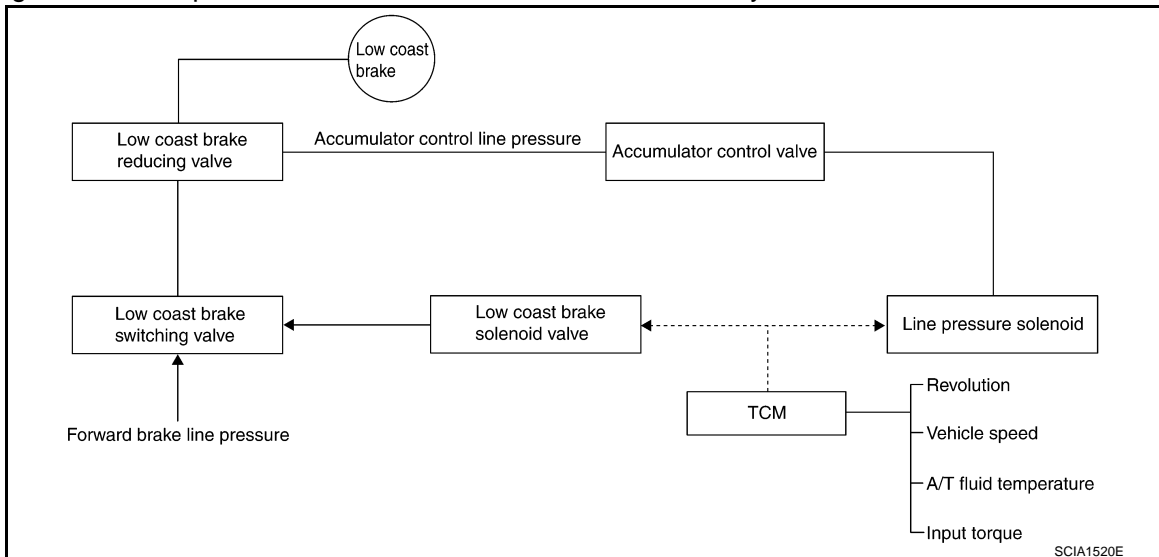 Low coast
brake
Low coast brake
reducing valve
Accumulator control line pressure
Accumulator control valve
Low coast brake
switching valve
Low coast brake
solenoid valve
Line pressure solenoid
TCM
Revolution
Vehicle speed
A/T fluid temperature
Input torque
Forward brake line pressure
SCIA1520E